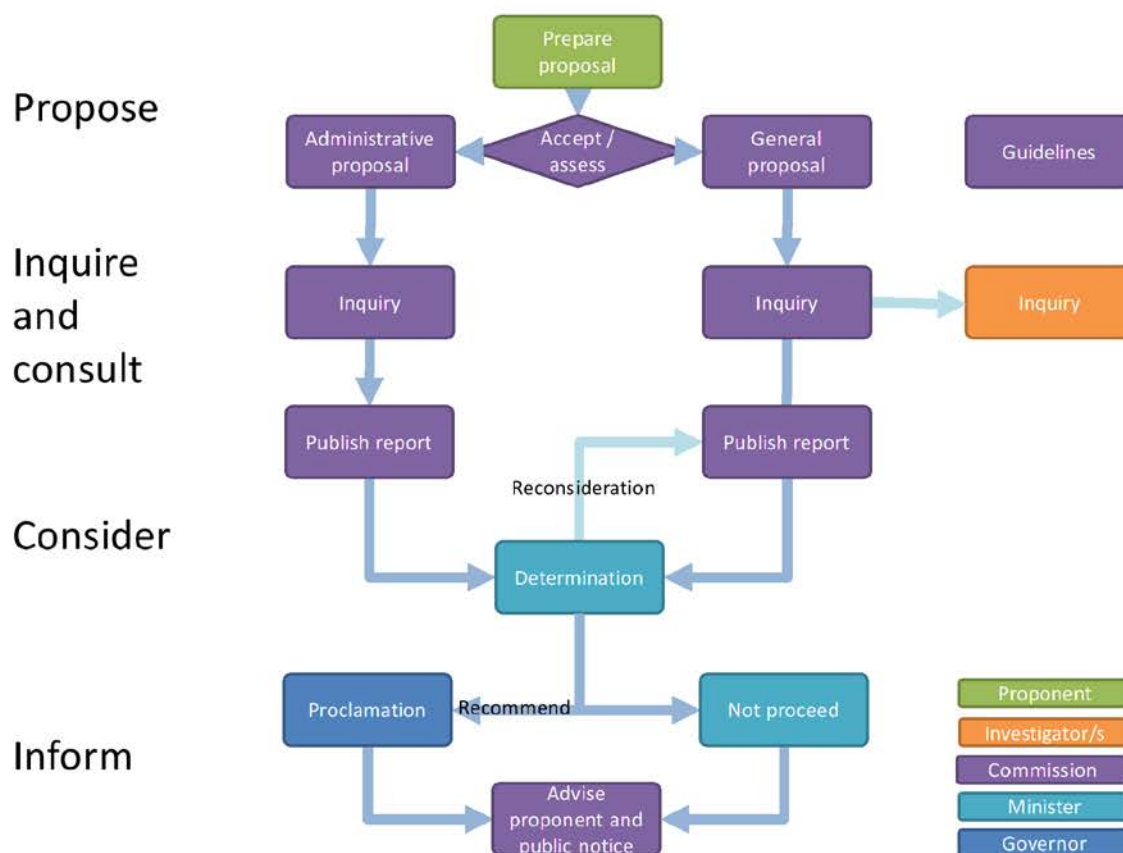 Propose
Prepare
proposal
Administrative
proposal
Accept /
assess
General
proposal
Guidelines
Inquire
and
consult
Inquiry
Inquiry
Inquiry
Publish report
Publish report
Reconsideration
Consider
Determination
Proclamation
Recommend
Not proceed
Inform
Advise
proponent and
public notice
Proponent
Investigator/s
Commission
Minister
Governor